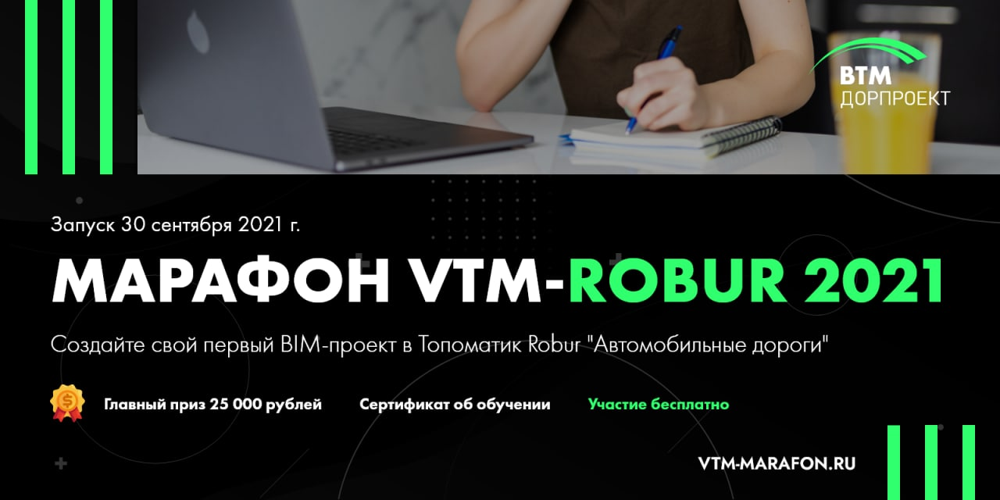 ВТМ
ДОРПРОЕКТ
Запуск 30 сентября 2021 г.
МАРАФОН VTM-ROBUR 2021
Создайте свой первый BIM-проект в Топоматик Robur "Автомобильные дороги"
Главный приз 25 000 рублей Сертификат об обучении Участие бесплатно
VTM-MARAFON.RU